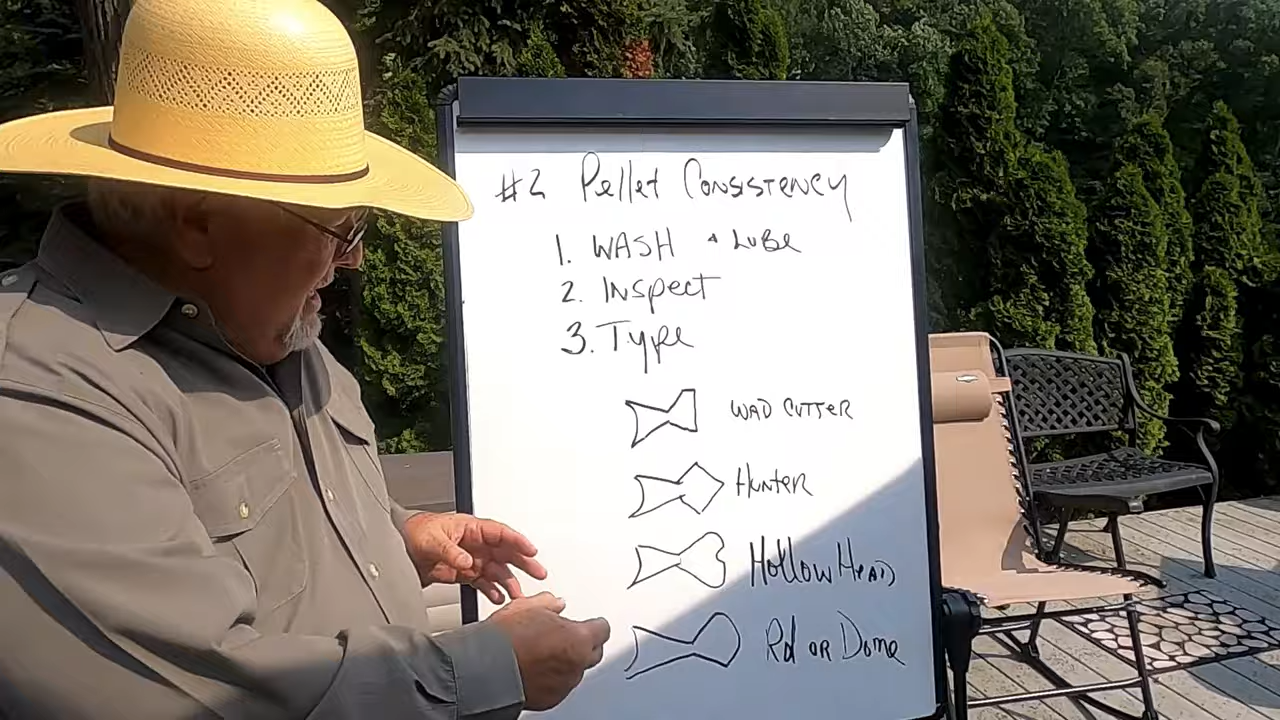 #2 Pellet Consistency
1. WASH & LUBE
2. Inspect
3. Type
WAD CUTTER
Hunter
Hollow Head
Rd or Dome